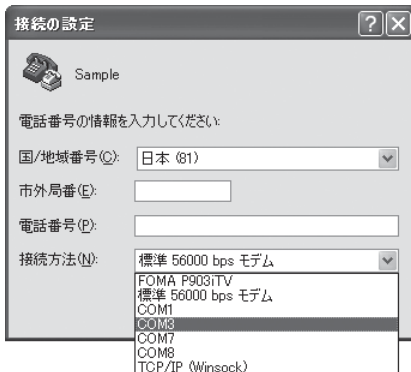 接続の設定
Sample
電話番号の情報を入力してください:
国/地域番号(C): 日本 (81)
市外局番(E):
電話番号(P):
接続方法(N): 標準 56000 bps モデム
FOMA P903iTV
標準 56000 bps モデム
COM1
COM3
COM7
COM8
TCP/IP (Winsock)